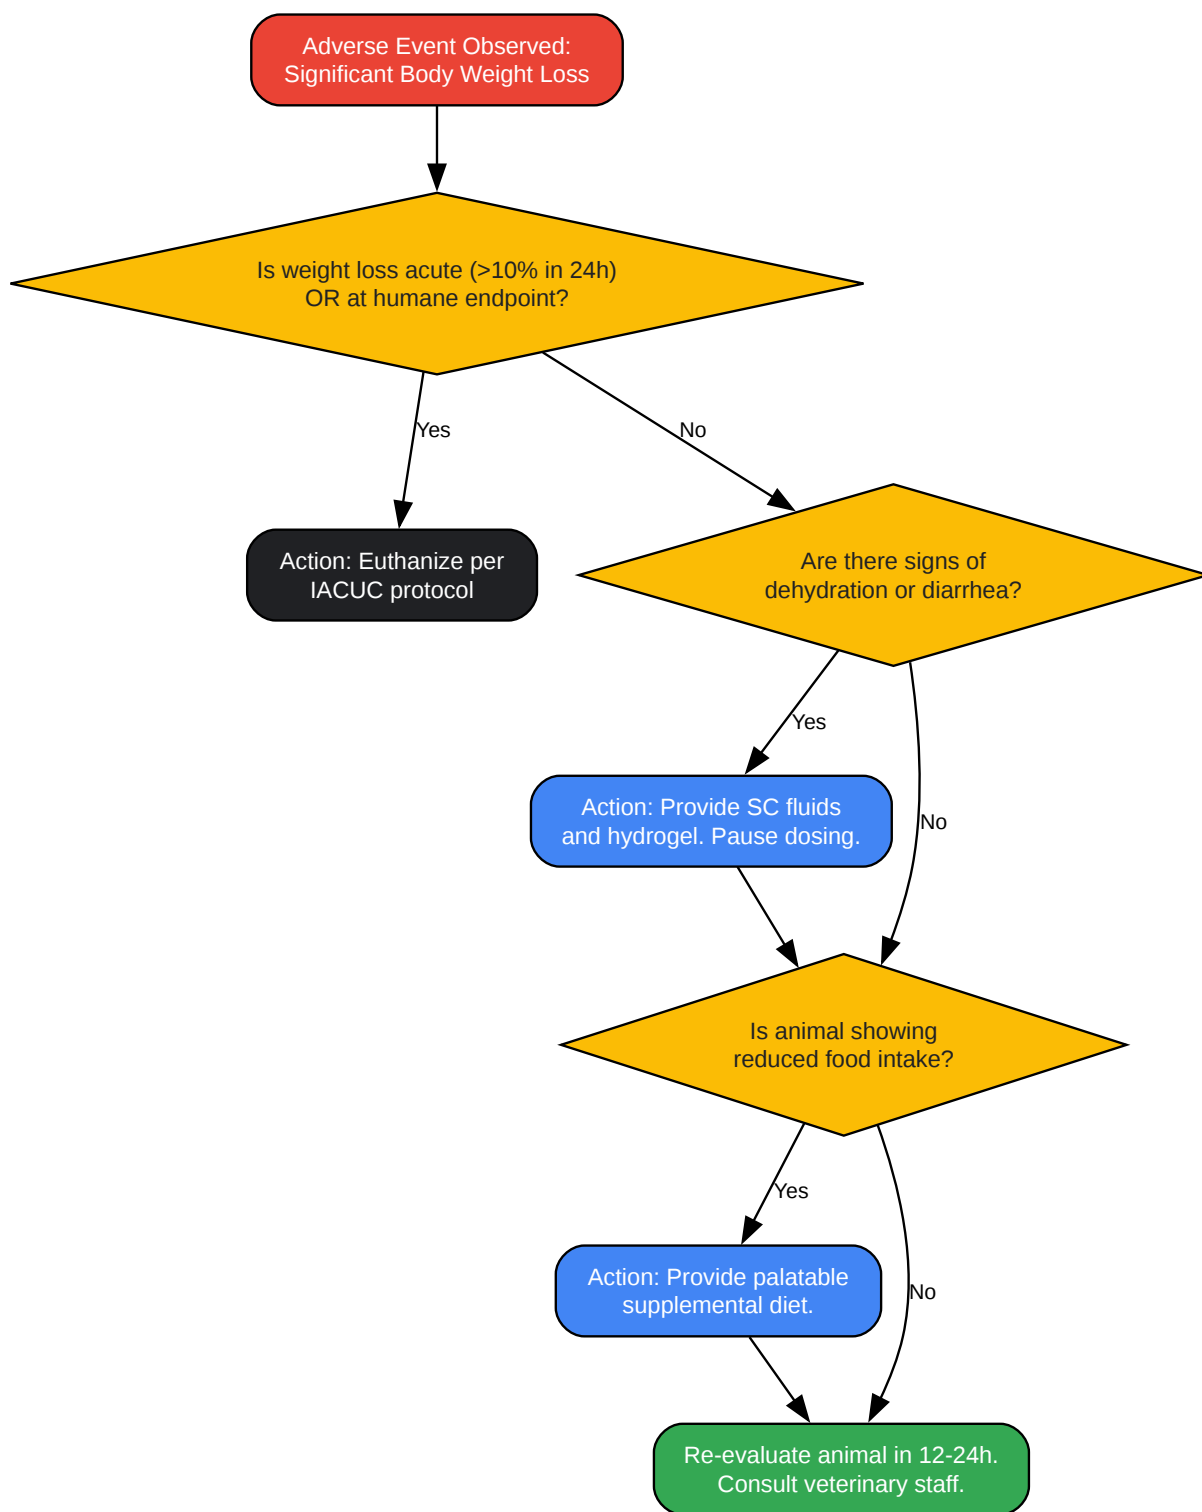 Adverse Event Observed:
Significant Body Weight Loss
Is weight loss acute (>10% in 24h)
OR at humane endpoint?
Yes
No
Action: Euthanize per
IACUC protocol
Are there signs of
dehydration or diarrhea?
Yes
Action: Provide SC fluids
and hydrogel. Pause dosing.
No
Is animal showing
reduced food intake?
Yes
Action: Provide palatable
supplemental diet.
No
Re-evaluate animal in 12-24h.
Consult veterinary staff.